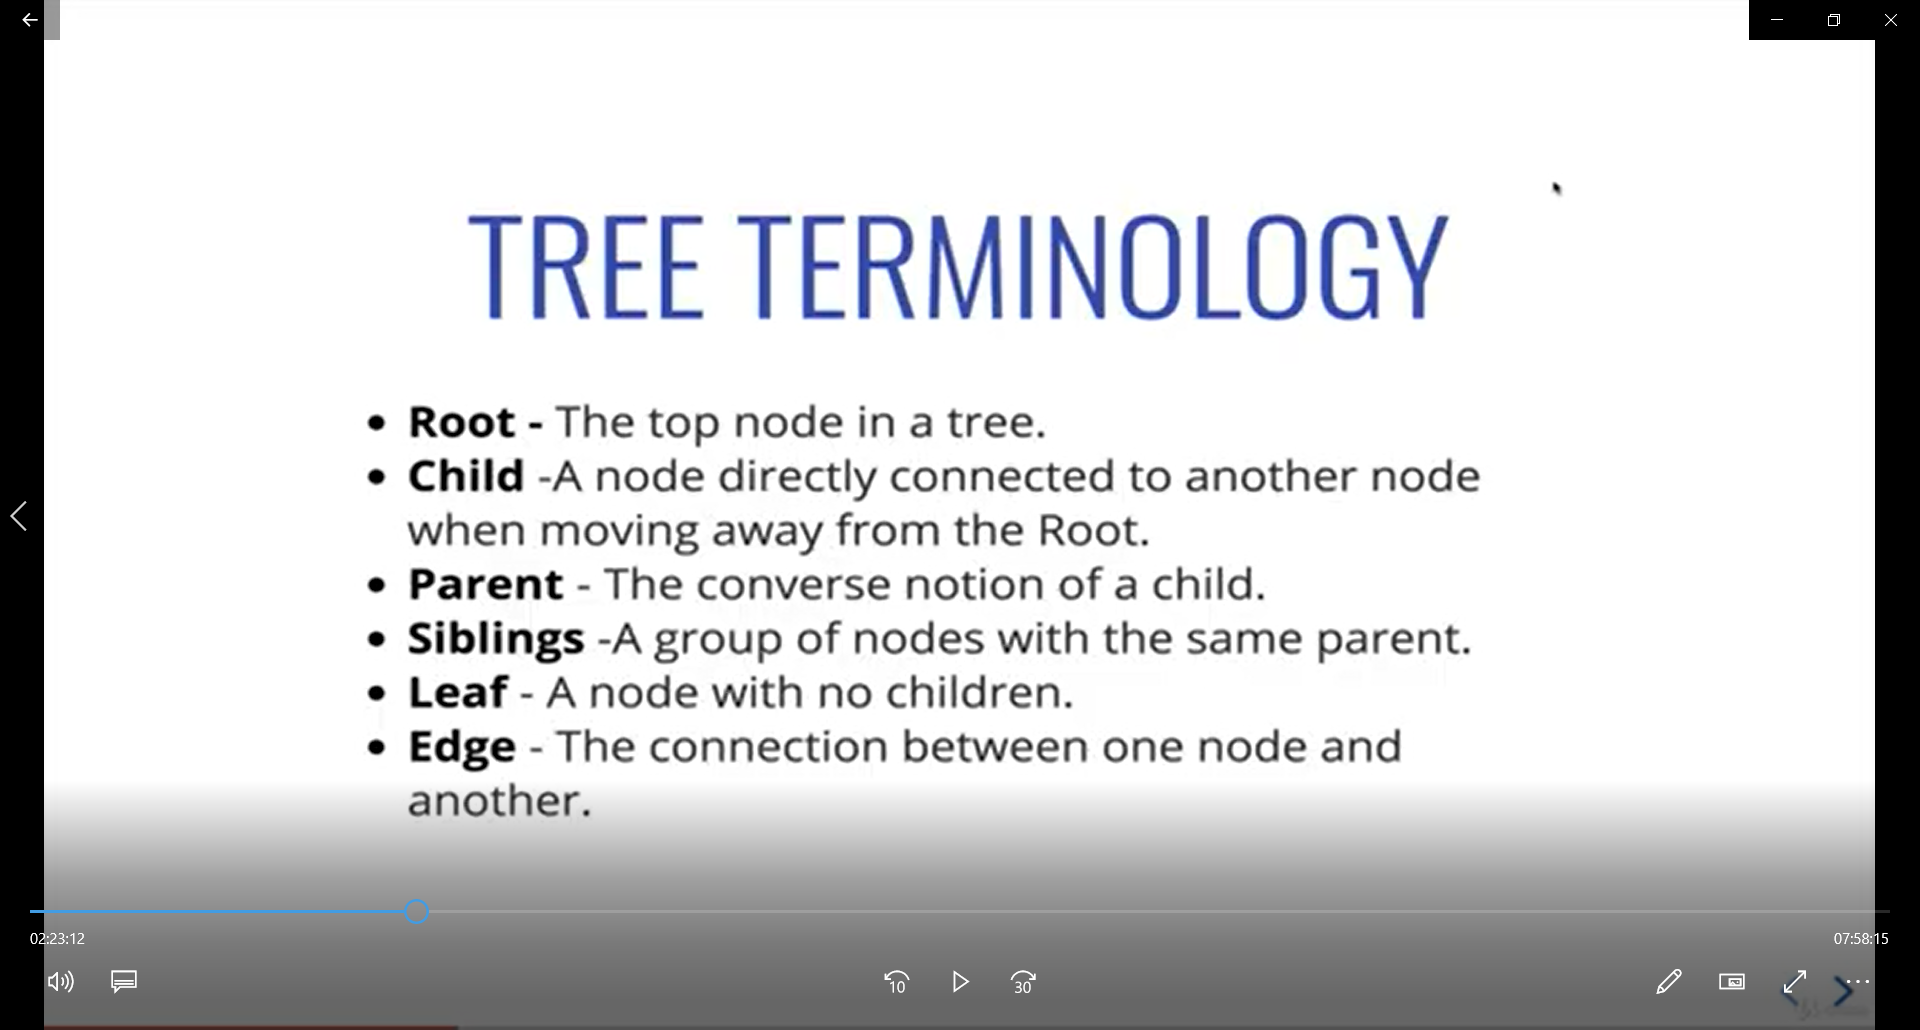 TREE TERMINOLOGY
• Root - The top node in a tree.
• Child -A node directly connected to another node
when moving away from the Root.
• Parent - The converse notion of a child.
• Siblings -A group of nodes with the same parent.
• Leaf - A node with no children.
• Edge - The connection between one node and
another.
02:23:12
07:58:15
10
30